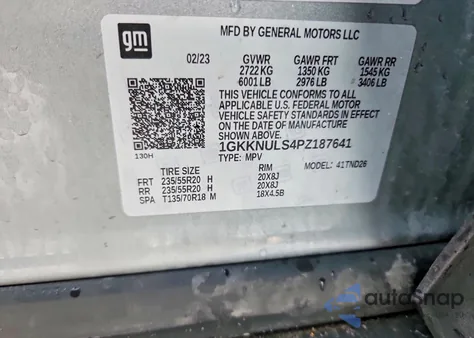 gm
MFD BY GENERAL MOTORS LLC
02/23 GVWR GAWR FRT GAWR RR
2722 KG 1350 KG 1545 KG
6001 LB 2976 LB 3406 LB
THIS VEHICLE CONFORMS TO ALL
APPLICABLE U.S. FEDERAL MOTOR
VEHICLE SAFETY STANDARDS IN EFFECT
ON THE DATE OF MANUFACTURE SHOWN
ABOVE.
1GKKNULS4PZ187641
TYPE: MPV MODEL: 41TND26
130H
TIRE SIZE RIM
FRT 235/55R20 H 20X8J
RR 235/55R20 H 20X8J
SPA T135/70R18 M 18X4.5B
autosnap